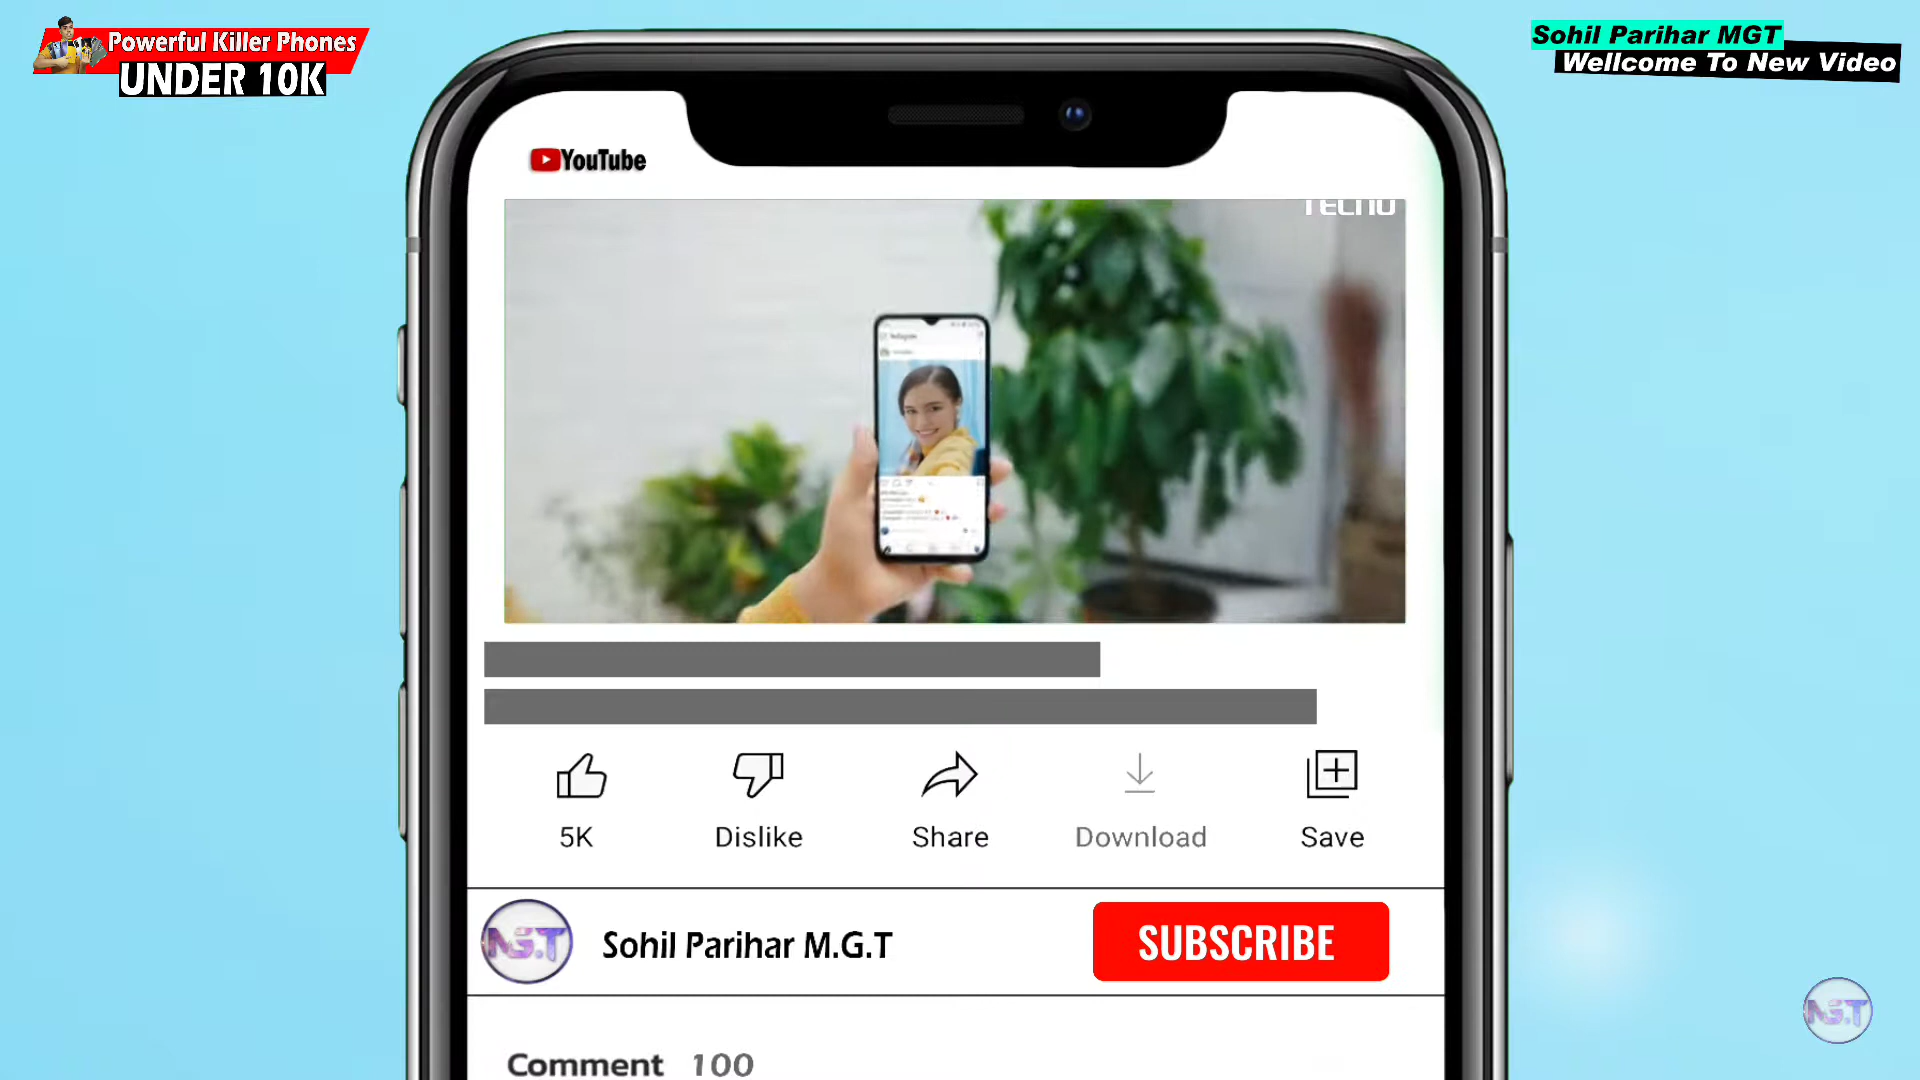 Powerful Killer Phones
UNDER 10K
Sohil Parihar MGT
Wellcome To New Video
YouTube
TECNO
5K
Dislike
Share
Download
Save
M.G.T
Sohil Parihar M.G.T
SUBSCRIBE
M.G.T
Comment 100